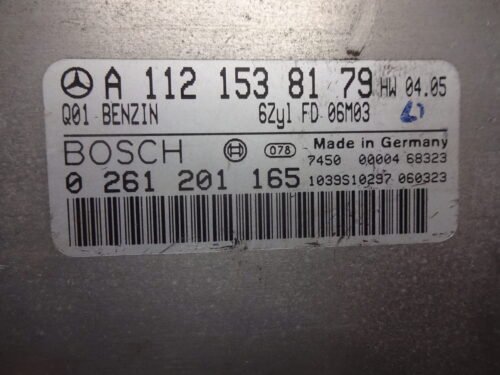 A 112 153 81 79 HW 04.05
Q01 BENZIN 6Zyl FD 06M03
BOSCH 078 Made in Germany
7450 00004 68323
0 261 201 165 1039S10297 060323